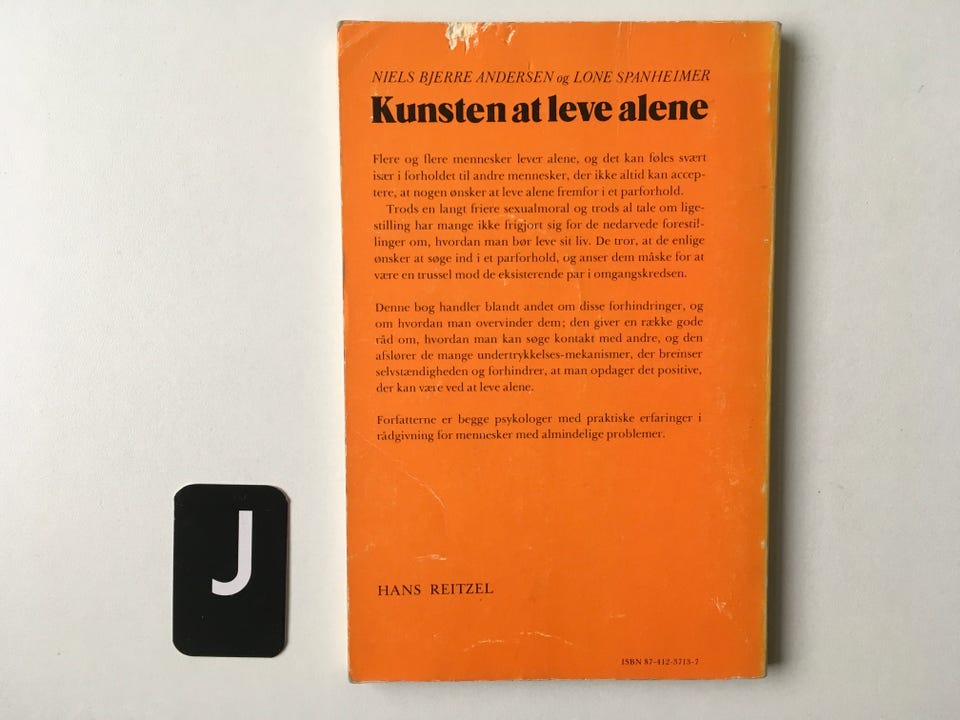 NIELS BJERRE ANDERSEN og LONE SPANHEIMER
Kunsten at leve alene
Flere og flere mennesker lever alene, og det kan føles svært
især i forholdet til andre mennesker, der ikke altid kan accep-
tere, at nogen ønsker at leve alene fremfor i et parforhold.
Trods en langt friere sexualmoral og trods al tale om lige-
stilling har mange ikke frigjort sig for de nedarvede forestil-
linger om, hvordan man bør leve sit liv. De tror, at de enlige
ønsker at søge ind i et parforhold, og anser dem måske for at
være en trussel mod de eksisterende par i omgangskredsen.
Denne bog handler blandt andet om disse forhindringer, og
om hvordan man overvinder dem; den giver en række gode
råd om, hvordan man kan søge kontakt med andre, og den
afslører de mange undertrykkelses-mekanismer, der bremser
selvstændigheden og forhindrer, at man opdager det positive,
der kan være ved at leve alene.
Forfatterne er begge psykologer med praktiske erfaringer i
rådgivning for mennesker med almindelige problemer.
J
HANS REITZEL
ISBN 87-412-3713-7